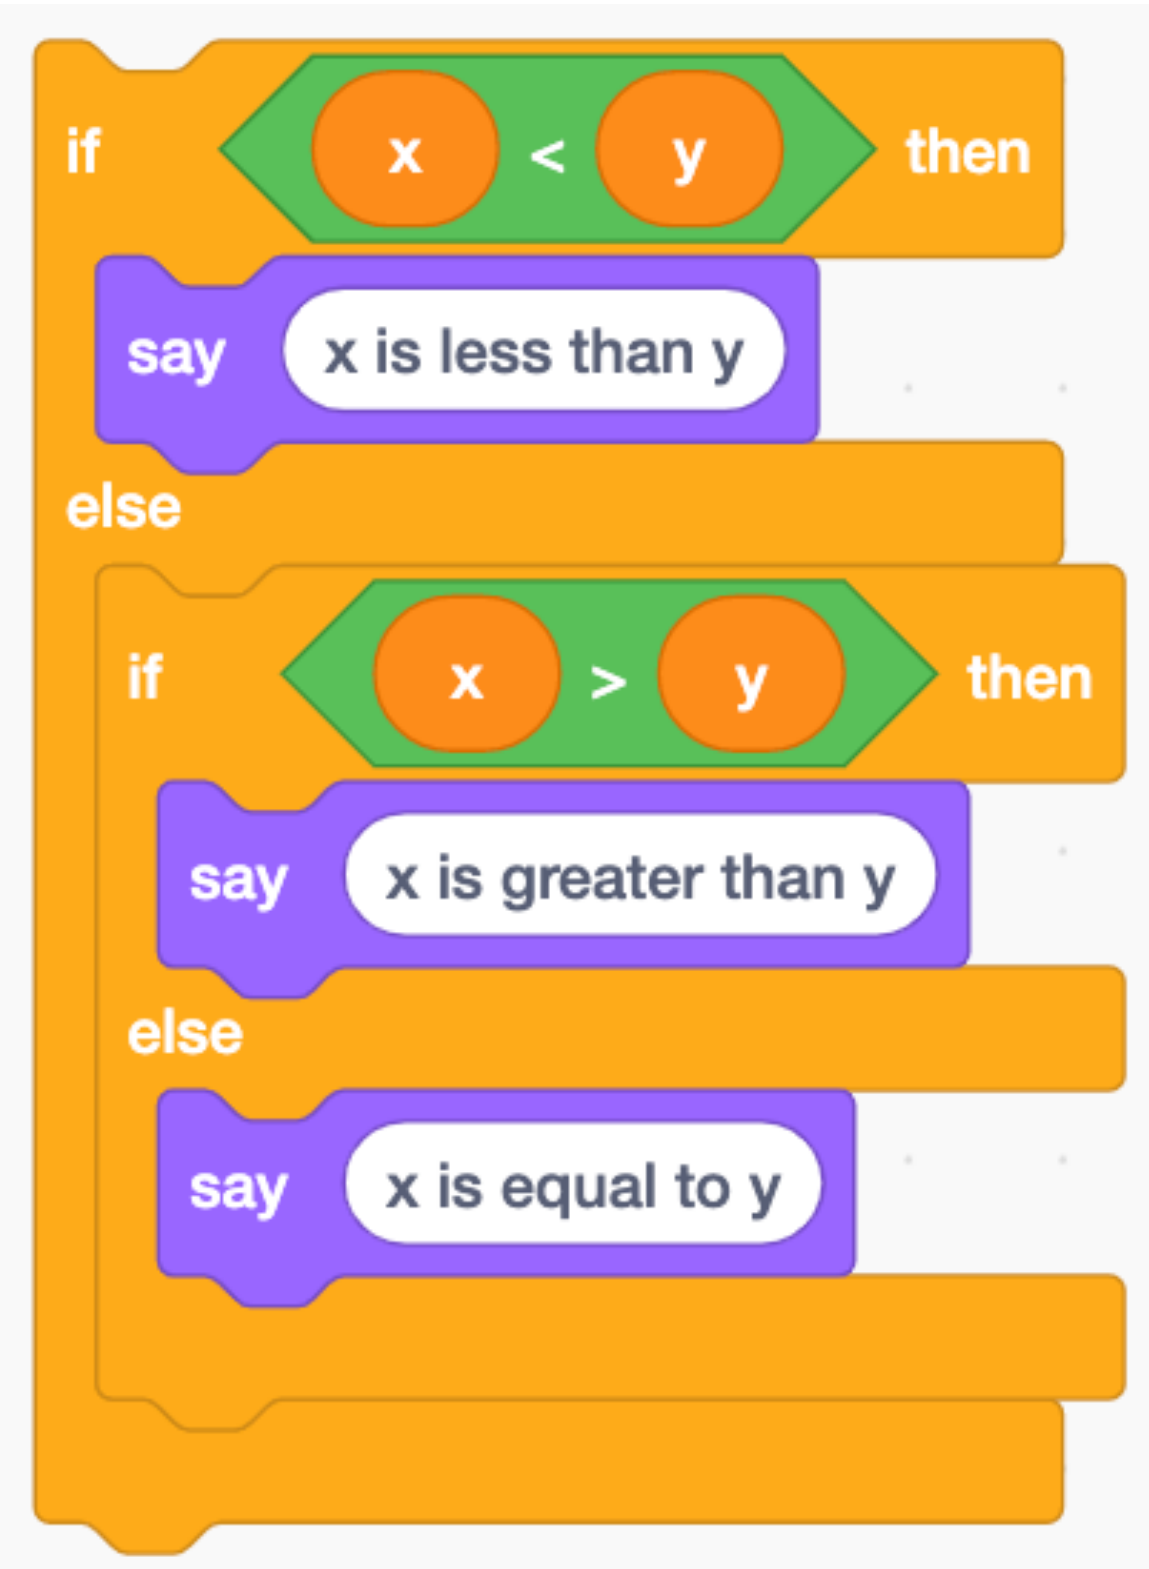 if x < y then
say x is less than y
else
if x > y then
say x is greater than y
else
say x is equal to y